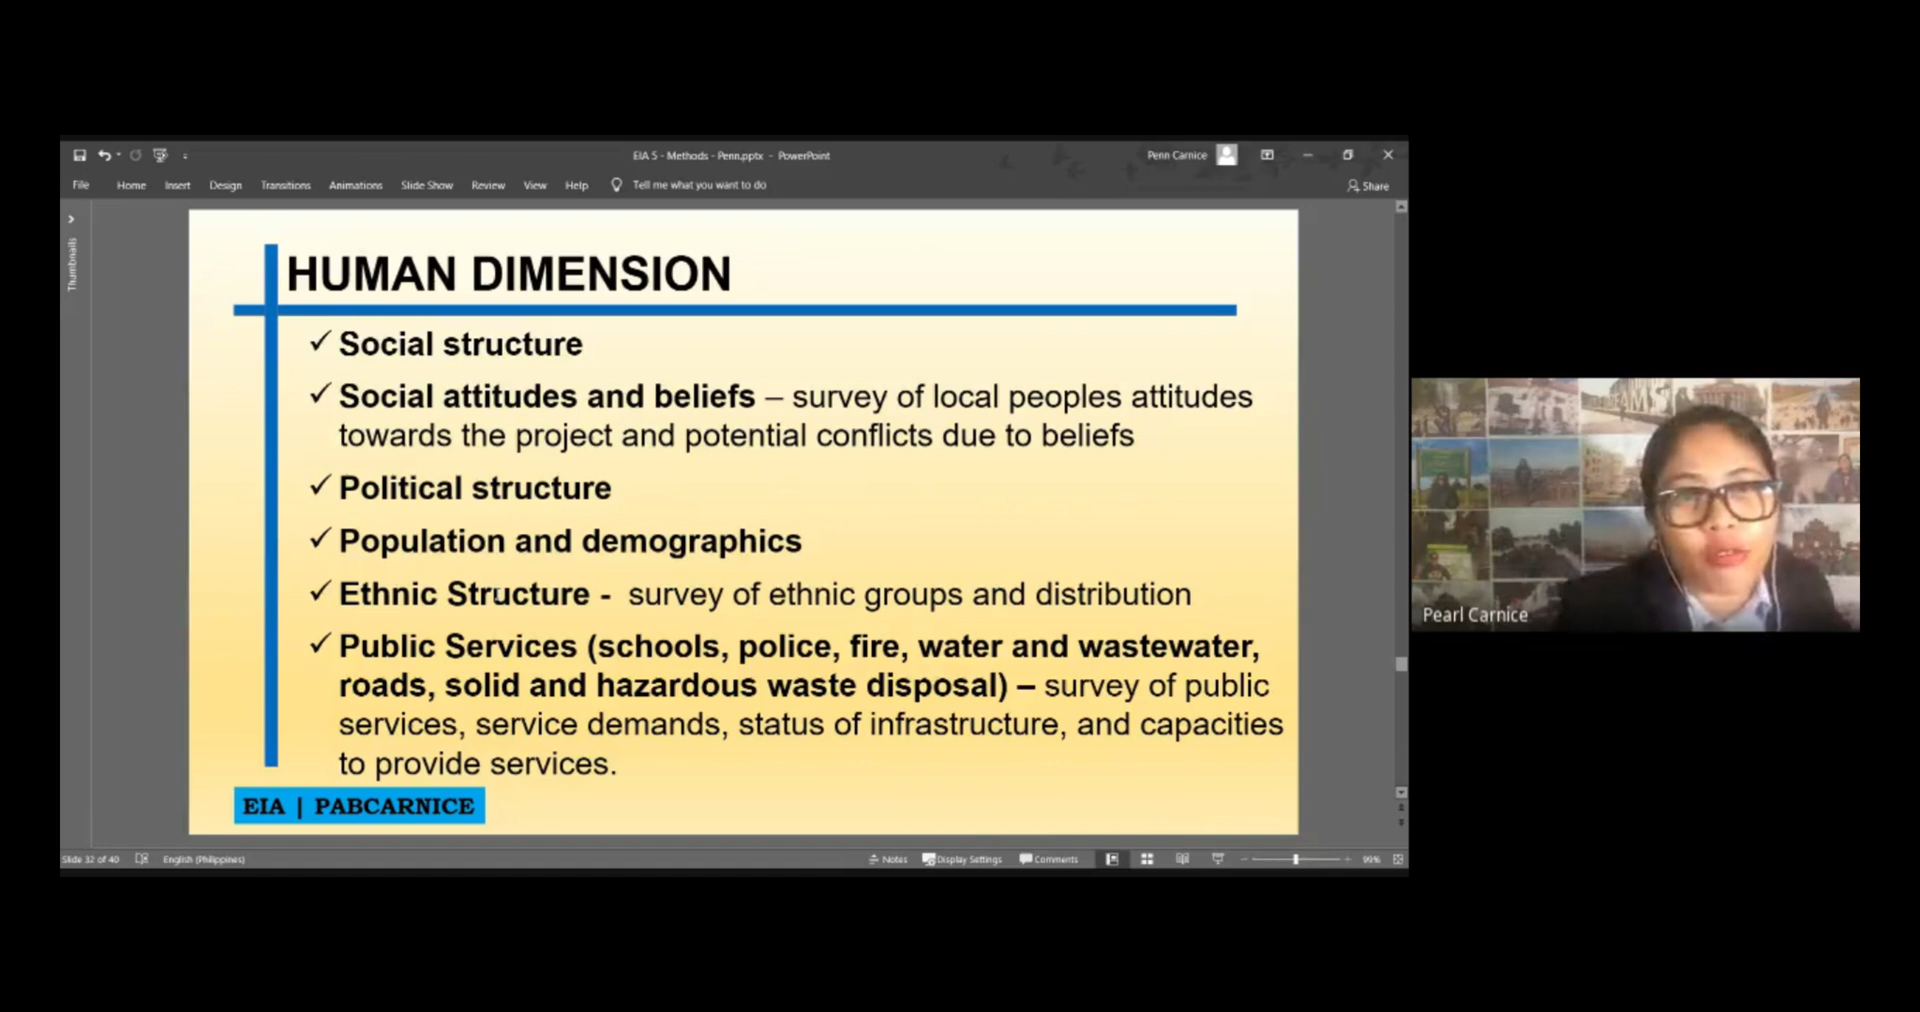 EIA 5 - Methods - Penn.pptx - PowerPoint
Penn Carnice
File Home Insert Design Transitions Animations Slide Show Review View Help Tell me what you want to do
Share
Thumbnails
HUMAN DIMENSION
✓ Social structure
✓ Social attitudes and beliefs – survey of local peoples attitudes
towards the project and potential conflicts due to beliefs
✓ Political structure
✓ Population and demographics
✓ Ethnic Structure - survey of ethnic groups and distribution
✓ Public Services (schools, police, fire, water and wastewater,
roads, solid and hazardous waste disposal) – survey of public
services, service demands, status of infrastructure, and capacities
to provide services.
EIA | PABCARNICE
Slide 32 of 40 English (Philippines)
Notes Display Settings Comments 99%
Pearl Carnice